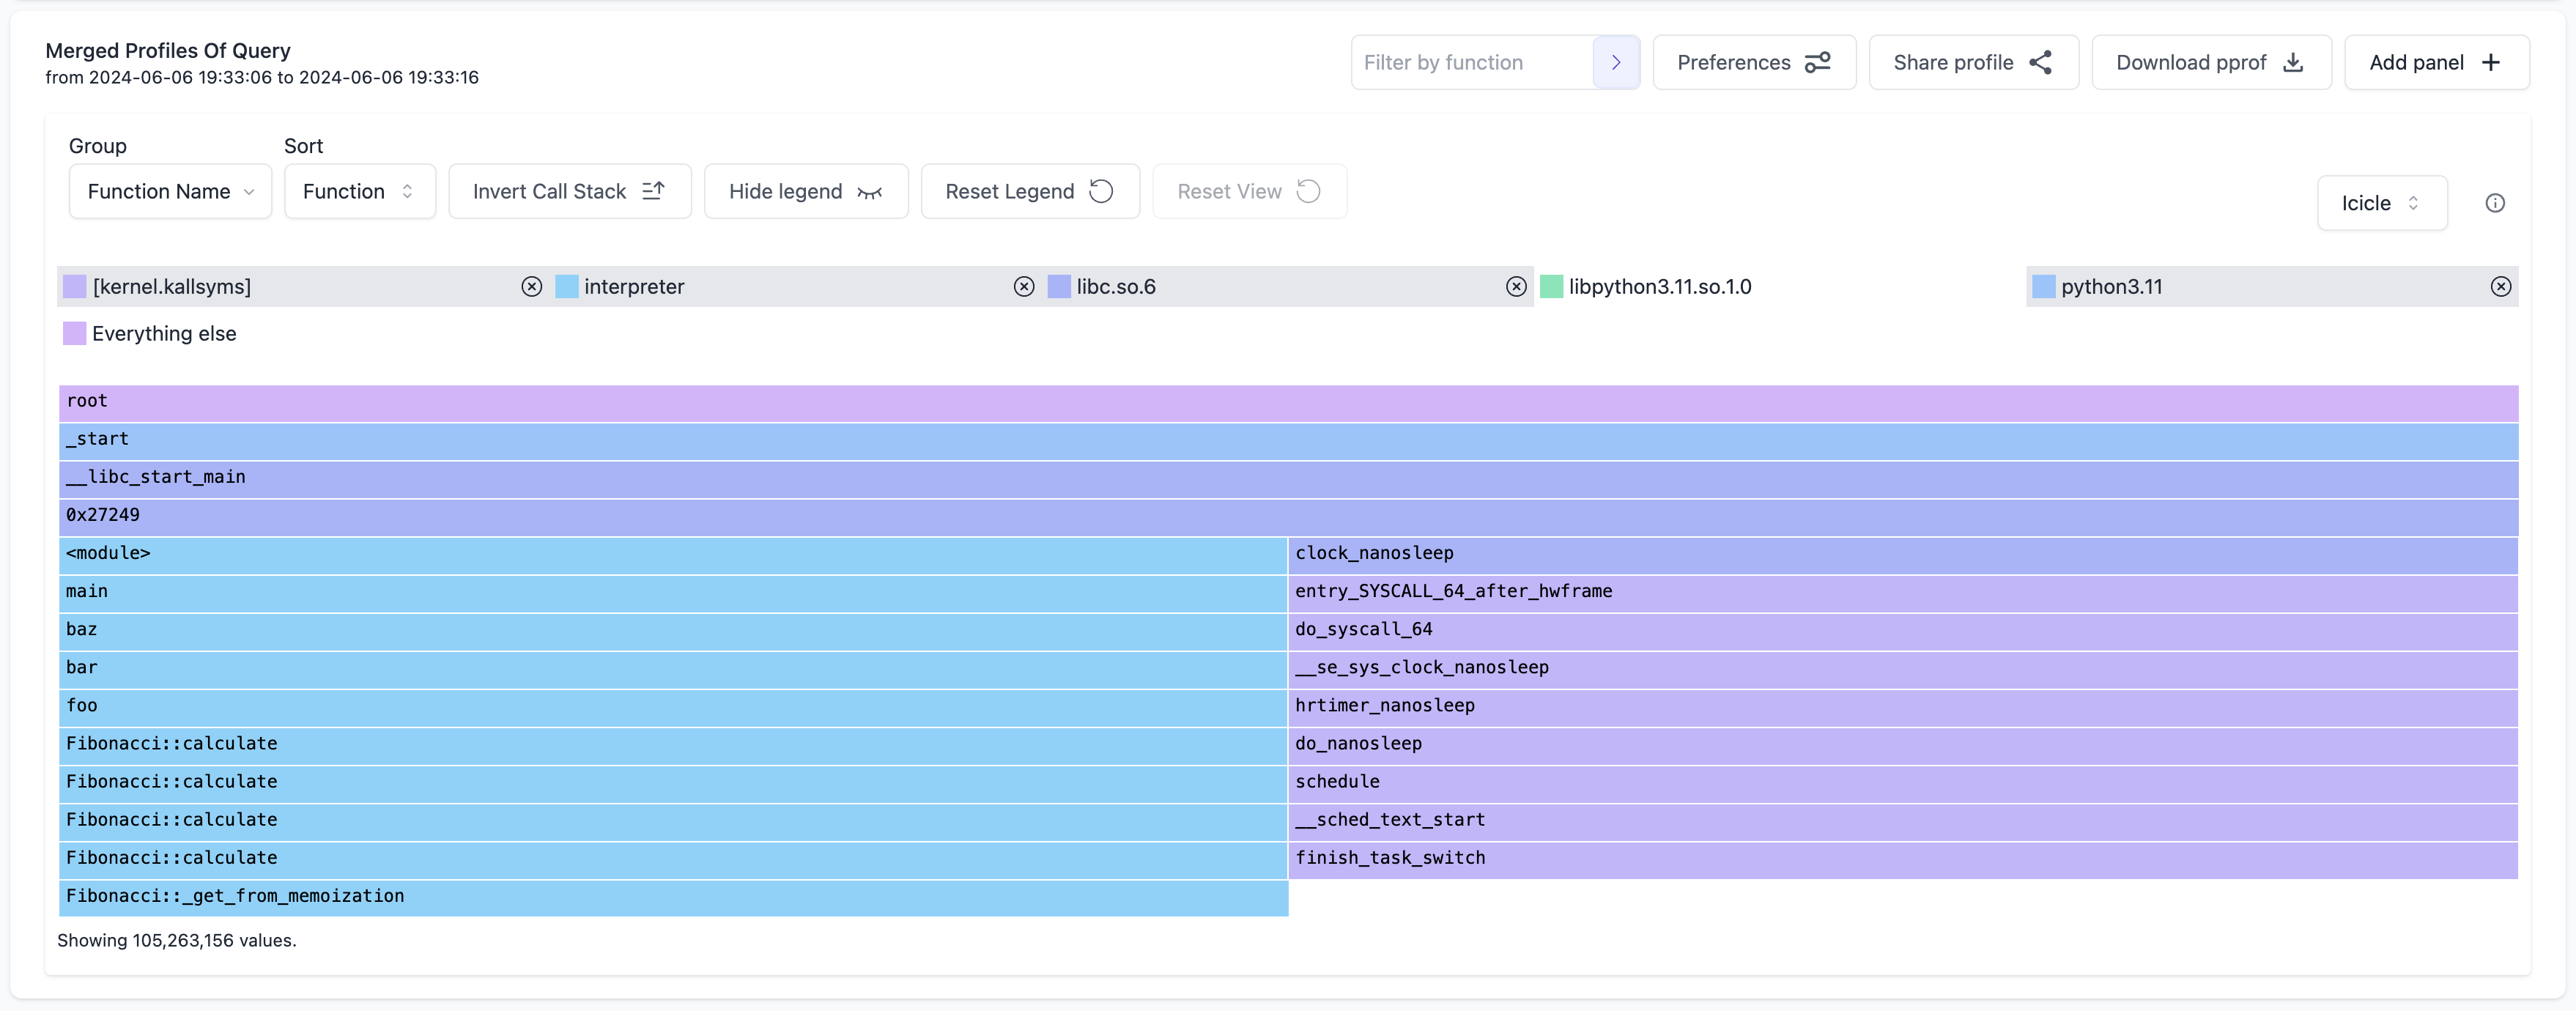 Merged Profiles Of Query
from 2024-06-06 19:33:06 to 2024-06-06 19:33:16
Filter by function
Preferences
Share profile
Download pprof
Add panel
Group
Sort
Function Name
Function
Invert Call Stack
Hide legend
Reset Legend
Reset View
Icicle
[kernel.kallsyms]
interpreter
libc.so.6
libpython3.11.so.1.0
python3.11
Everything else
root
_start
__libc_start_main
0x27249
<module>
clock_nanosleep
main
entry_SYSCALL_64_after_hwframe
baz
do_syscall_64
bar
__se_sys_clock_nanosleep
foo
hrtimer_nanosleep
Fibonacci::calculate
do_nanosleep
Fibonacci::calculate
schedule
Fibonacci::calculate
__sched_text_start
Fibonacci::calculate
finish_task_switch
Fibonacci::_get_from_memoization
Showing 105,263,156 values.